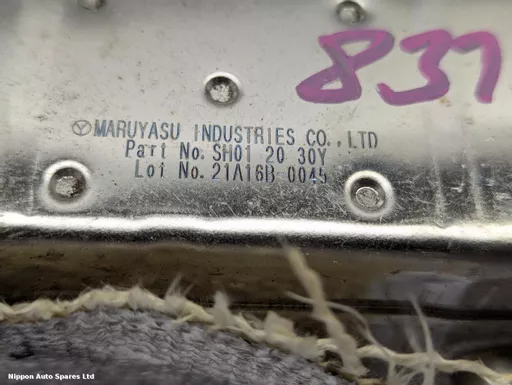 837
MARUYASU INDUSTRIES CO., LTD
Part No. SH01 20 30Y
Lot No. 21A16B 0045
Nippon Auto Spares Ltd